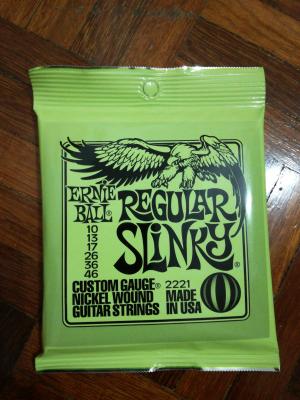 ERNIE
BALL®
REGULAR
SLINKY®
10
13
17
26
36
46
CUSTOM GAUGE®
NICKEL WOUND
GUITAR STRINGS
2221
MADE
IN USA